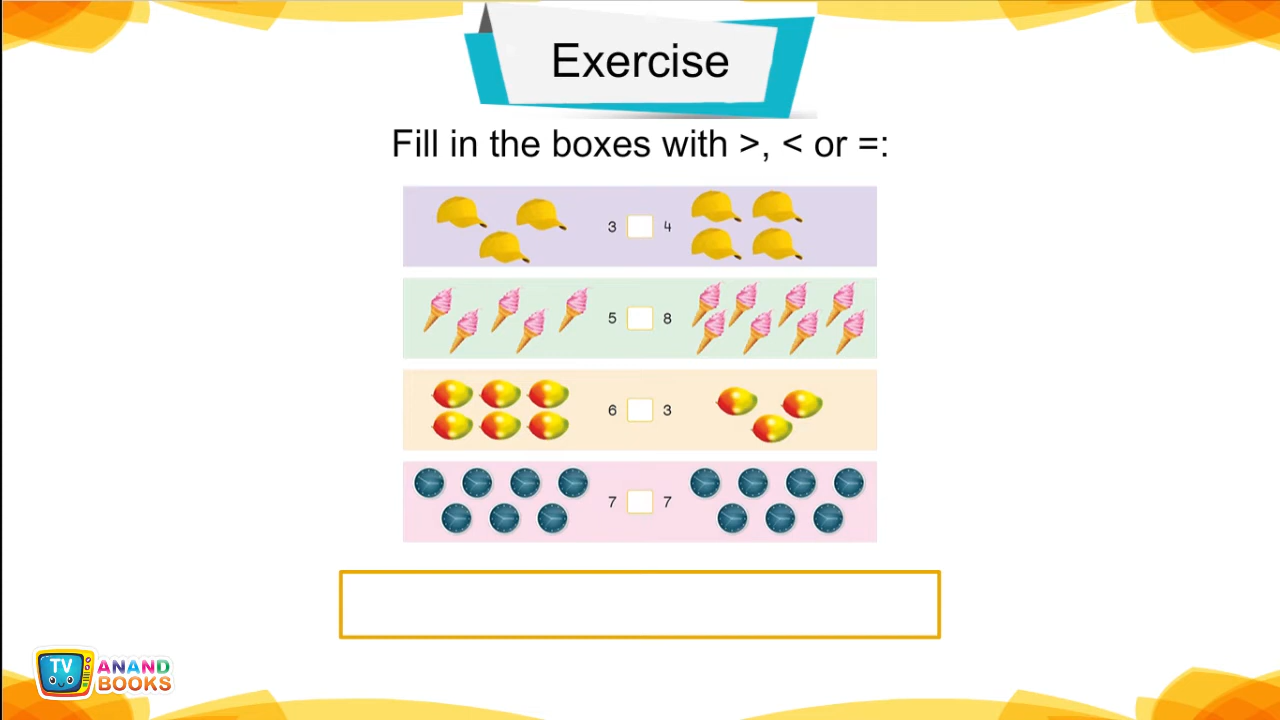 Exercise
Fill in the boxes with >, < or =:
3 4
5 8
6 3
7 7
TV
ANAND
BOOKS